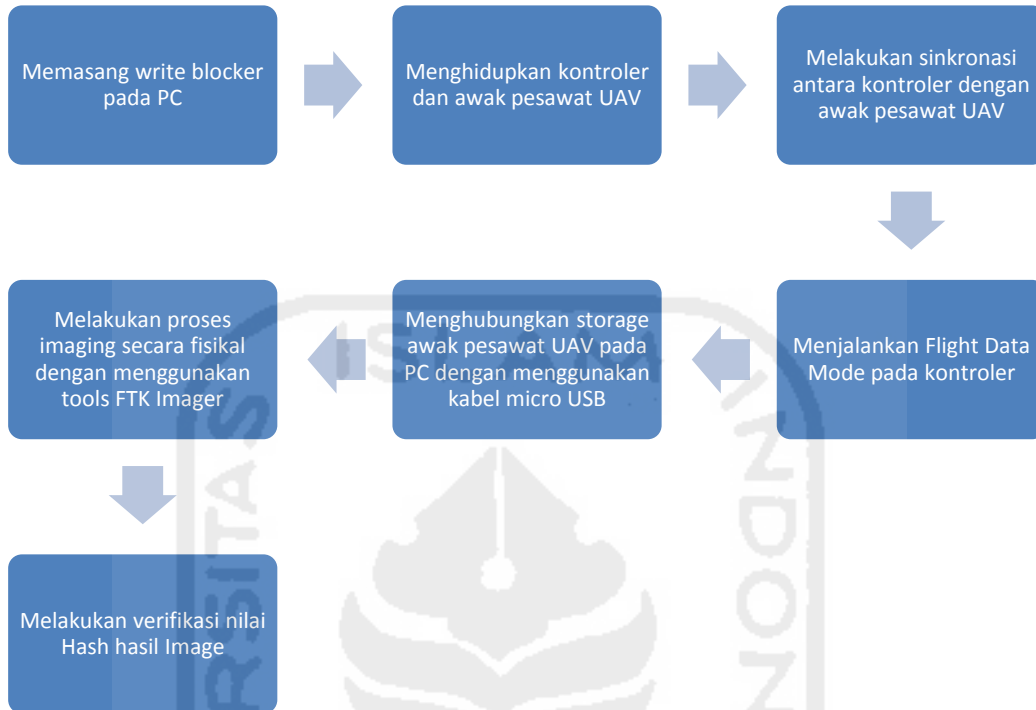 Memasang write blocker
pada PC
Menghidupkan kontroler
dan awak pesawat UAV
Melakukan sinkronasi
antara kontroler dengan
awak pesawat UAV
Menjalankan Flight Data
Mode pada kontroler
Menghubungkan storage
awak pesawat UAV pada
PC dengan menggunakan
kabel micro USB
Melakukan proses
imaging secara fisikal
dengan menggunakan
tools FTK Imager
Melakukan verifikasi nilai
Hash hasil Image
ISLAM